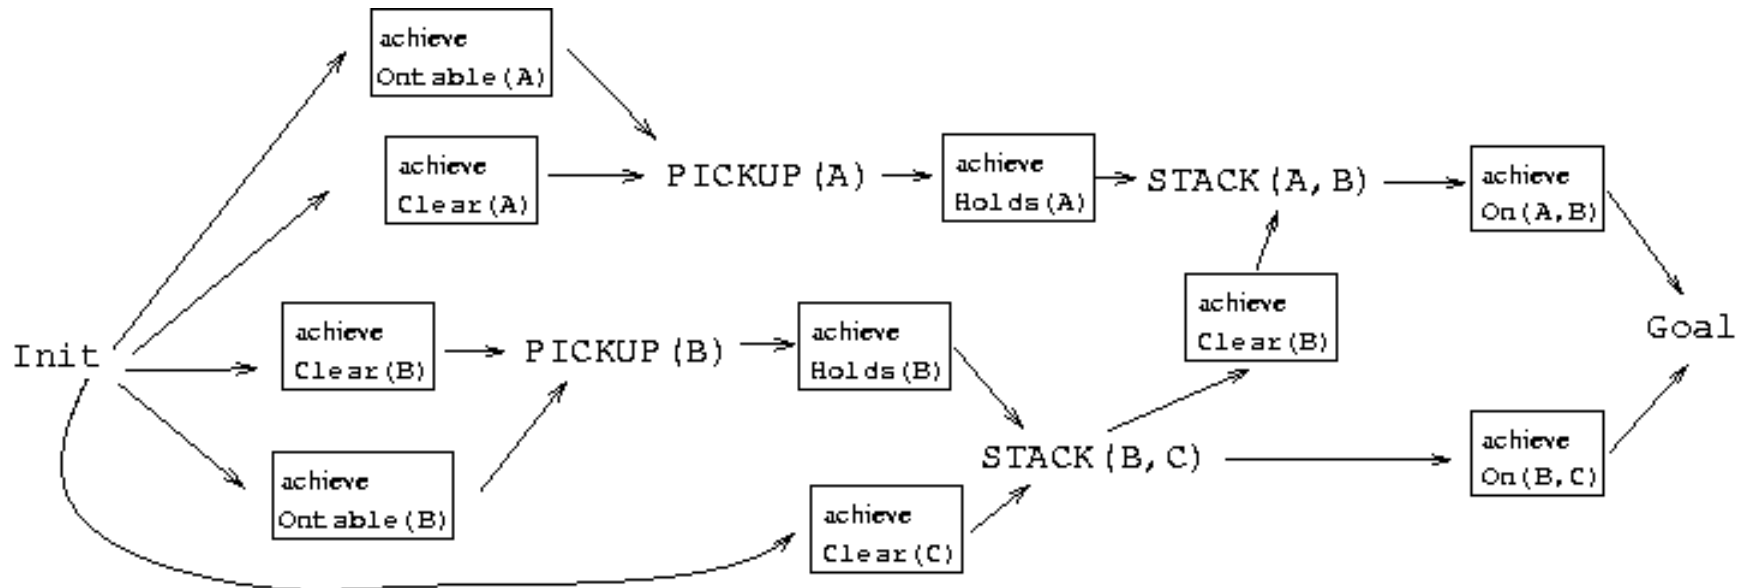 achieve
Ontable(A)
achieve
Clear(A)
PICKUP(A)
achieve
Holds(A)
STACK(A,B)
achieve
On(A,B)
Init
achieve
Clear(B)
PICKUP(B)
achieve
Holds(B)
achieve
Clear(B)
Goal
achieve
Ontable(B)
STACK(B,C)
achieve
On(B,C)
achieve
Clear(C)